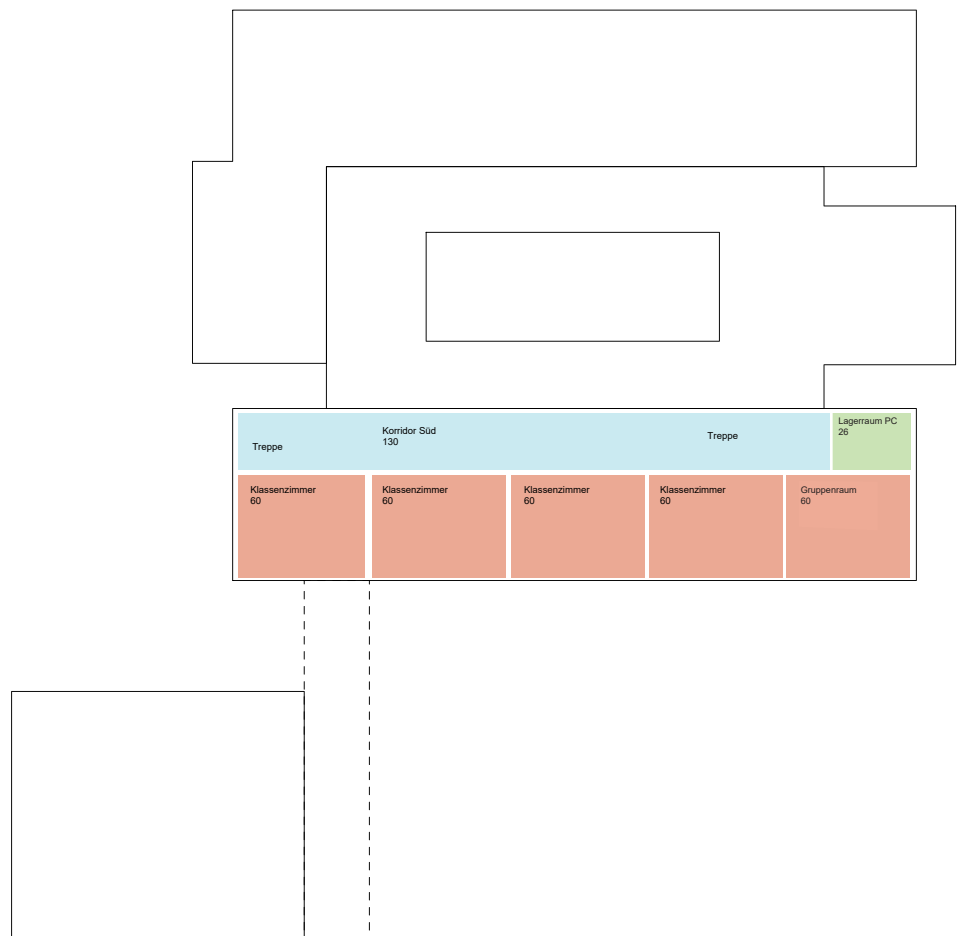 Treppe
Korridor Süd
130
Treppe
Lagerraum PC
26
Klassenzimmer
60
Klassenzimmer
60
Klassenzimmer
60
Klassenzimmer
60
Gruppenraum
60